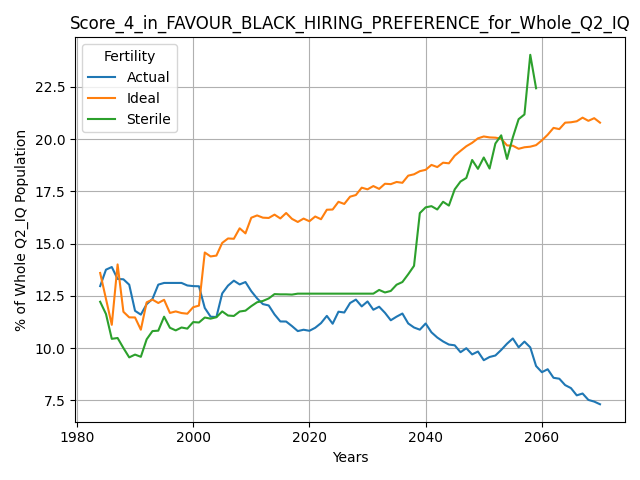 Score_4_in_FAVOUR_BLACK_HIRING_PREFERENCE_for_Whole_Q2_IQ
Fertility
Actual
Ideal
Sterile
% of Whole Q2_IQ Population
22.5
20.0
17.5
15.0
12.5
10.0
7.5
1980 2000 2020 2040 2060
Years